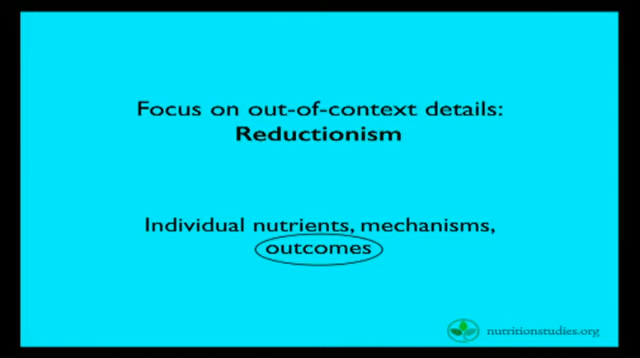 Focus on out-of-context details:
Reductionism
Individual nutrients, mechanisms,
outcomes
nutritionstudies.org